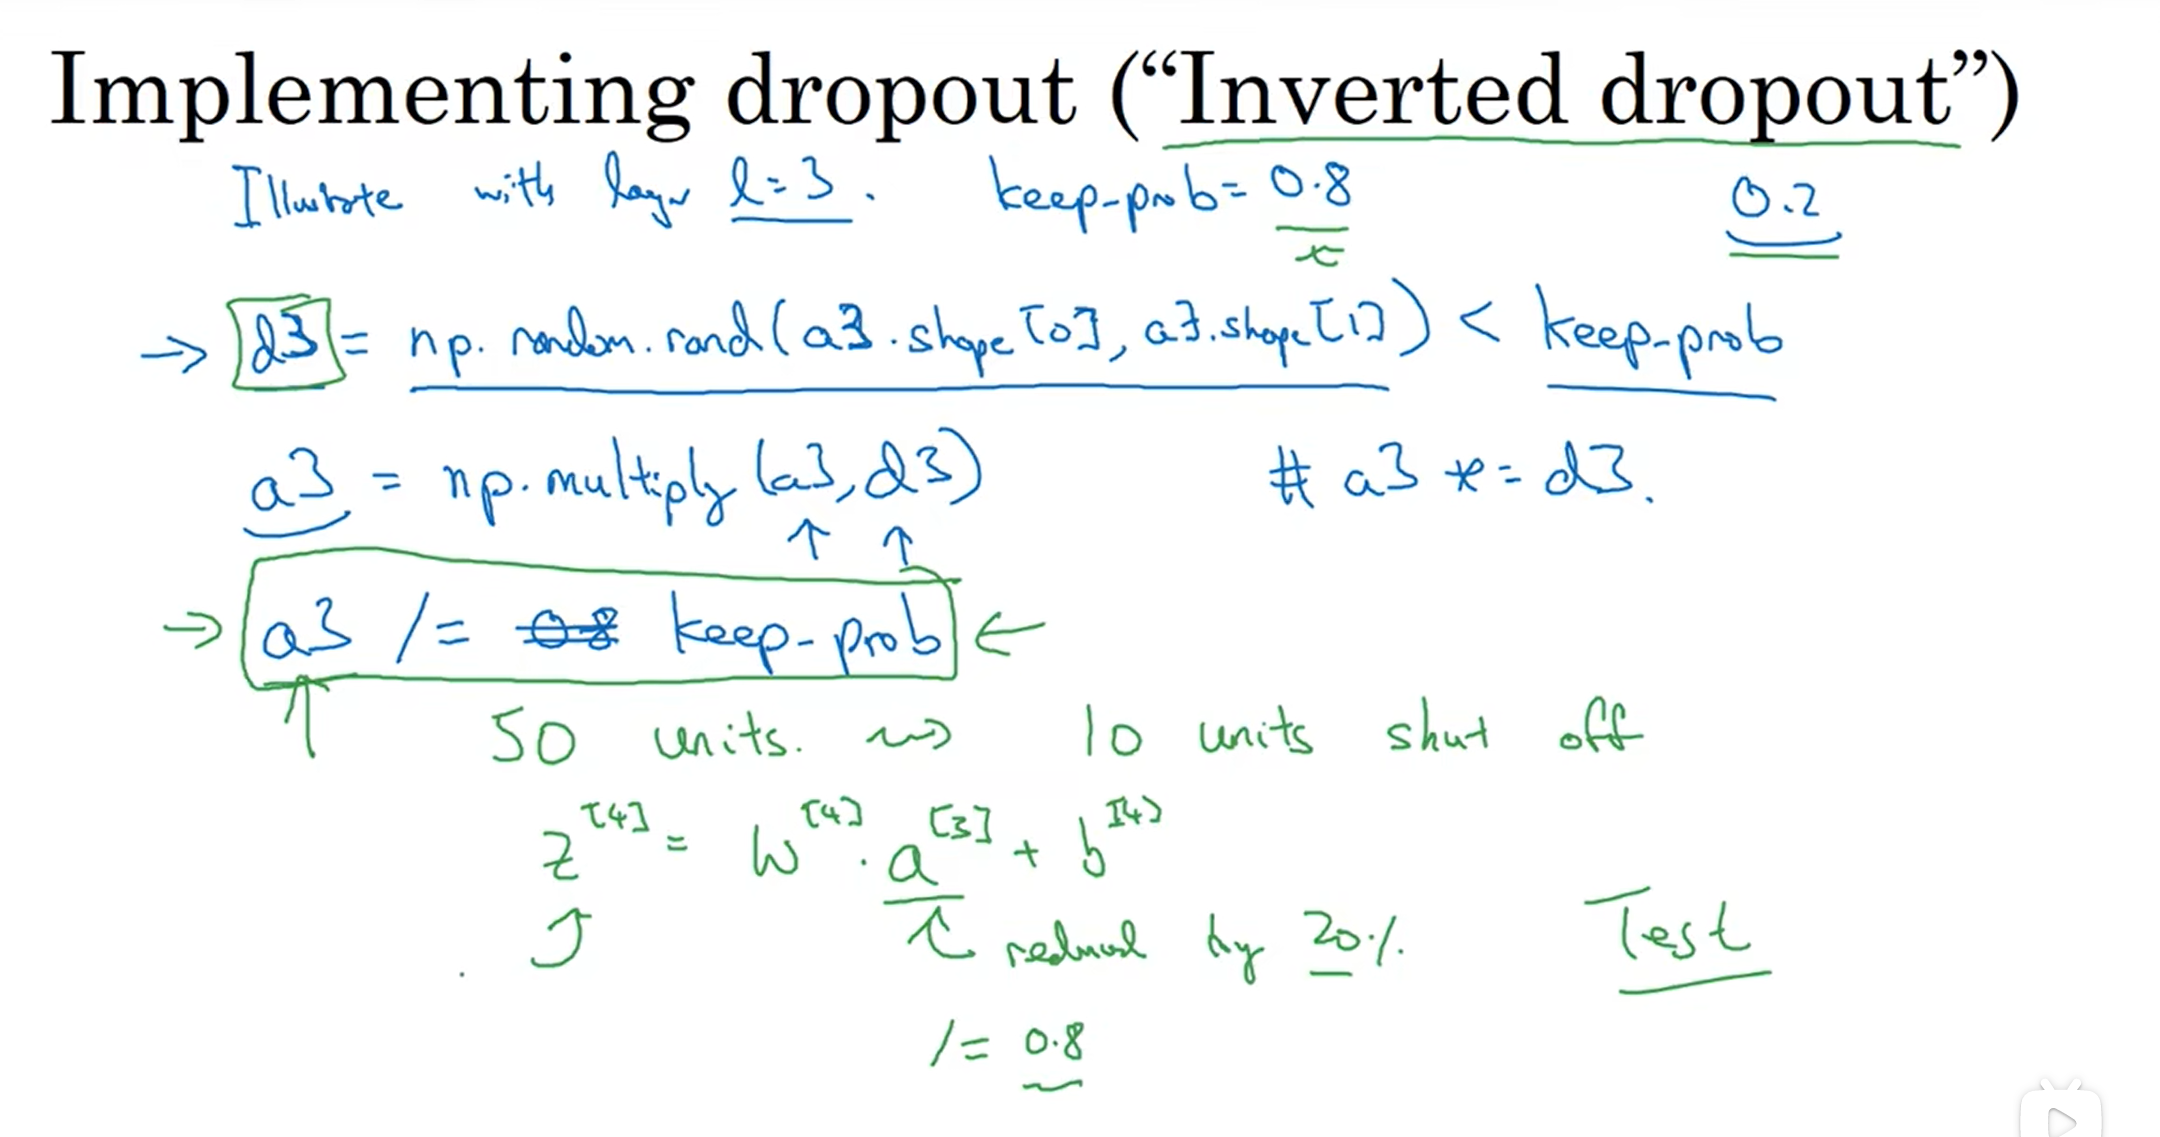 Implementing dropout (“Inverted dropout”)
Illustrate with layer l=3. keep-prob= 0.8 0.2
→ d3 = np.random.rand(a3.shape[0], a3.shape[1]) < keep-prob
a3 = np.multiply(a3,d3) # a3 *= d3.
→ a3 /= 0.8 keep-prob ←
50 units. ⇝ 10 units shut off
z[4] = W[4] . a[3] + b[4]
reduced by 20% Test
/= 0.8